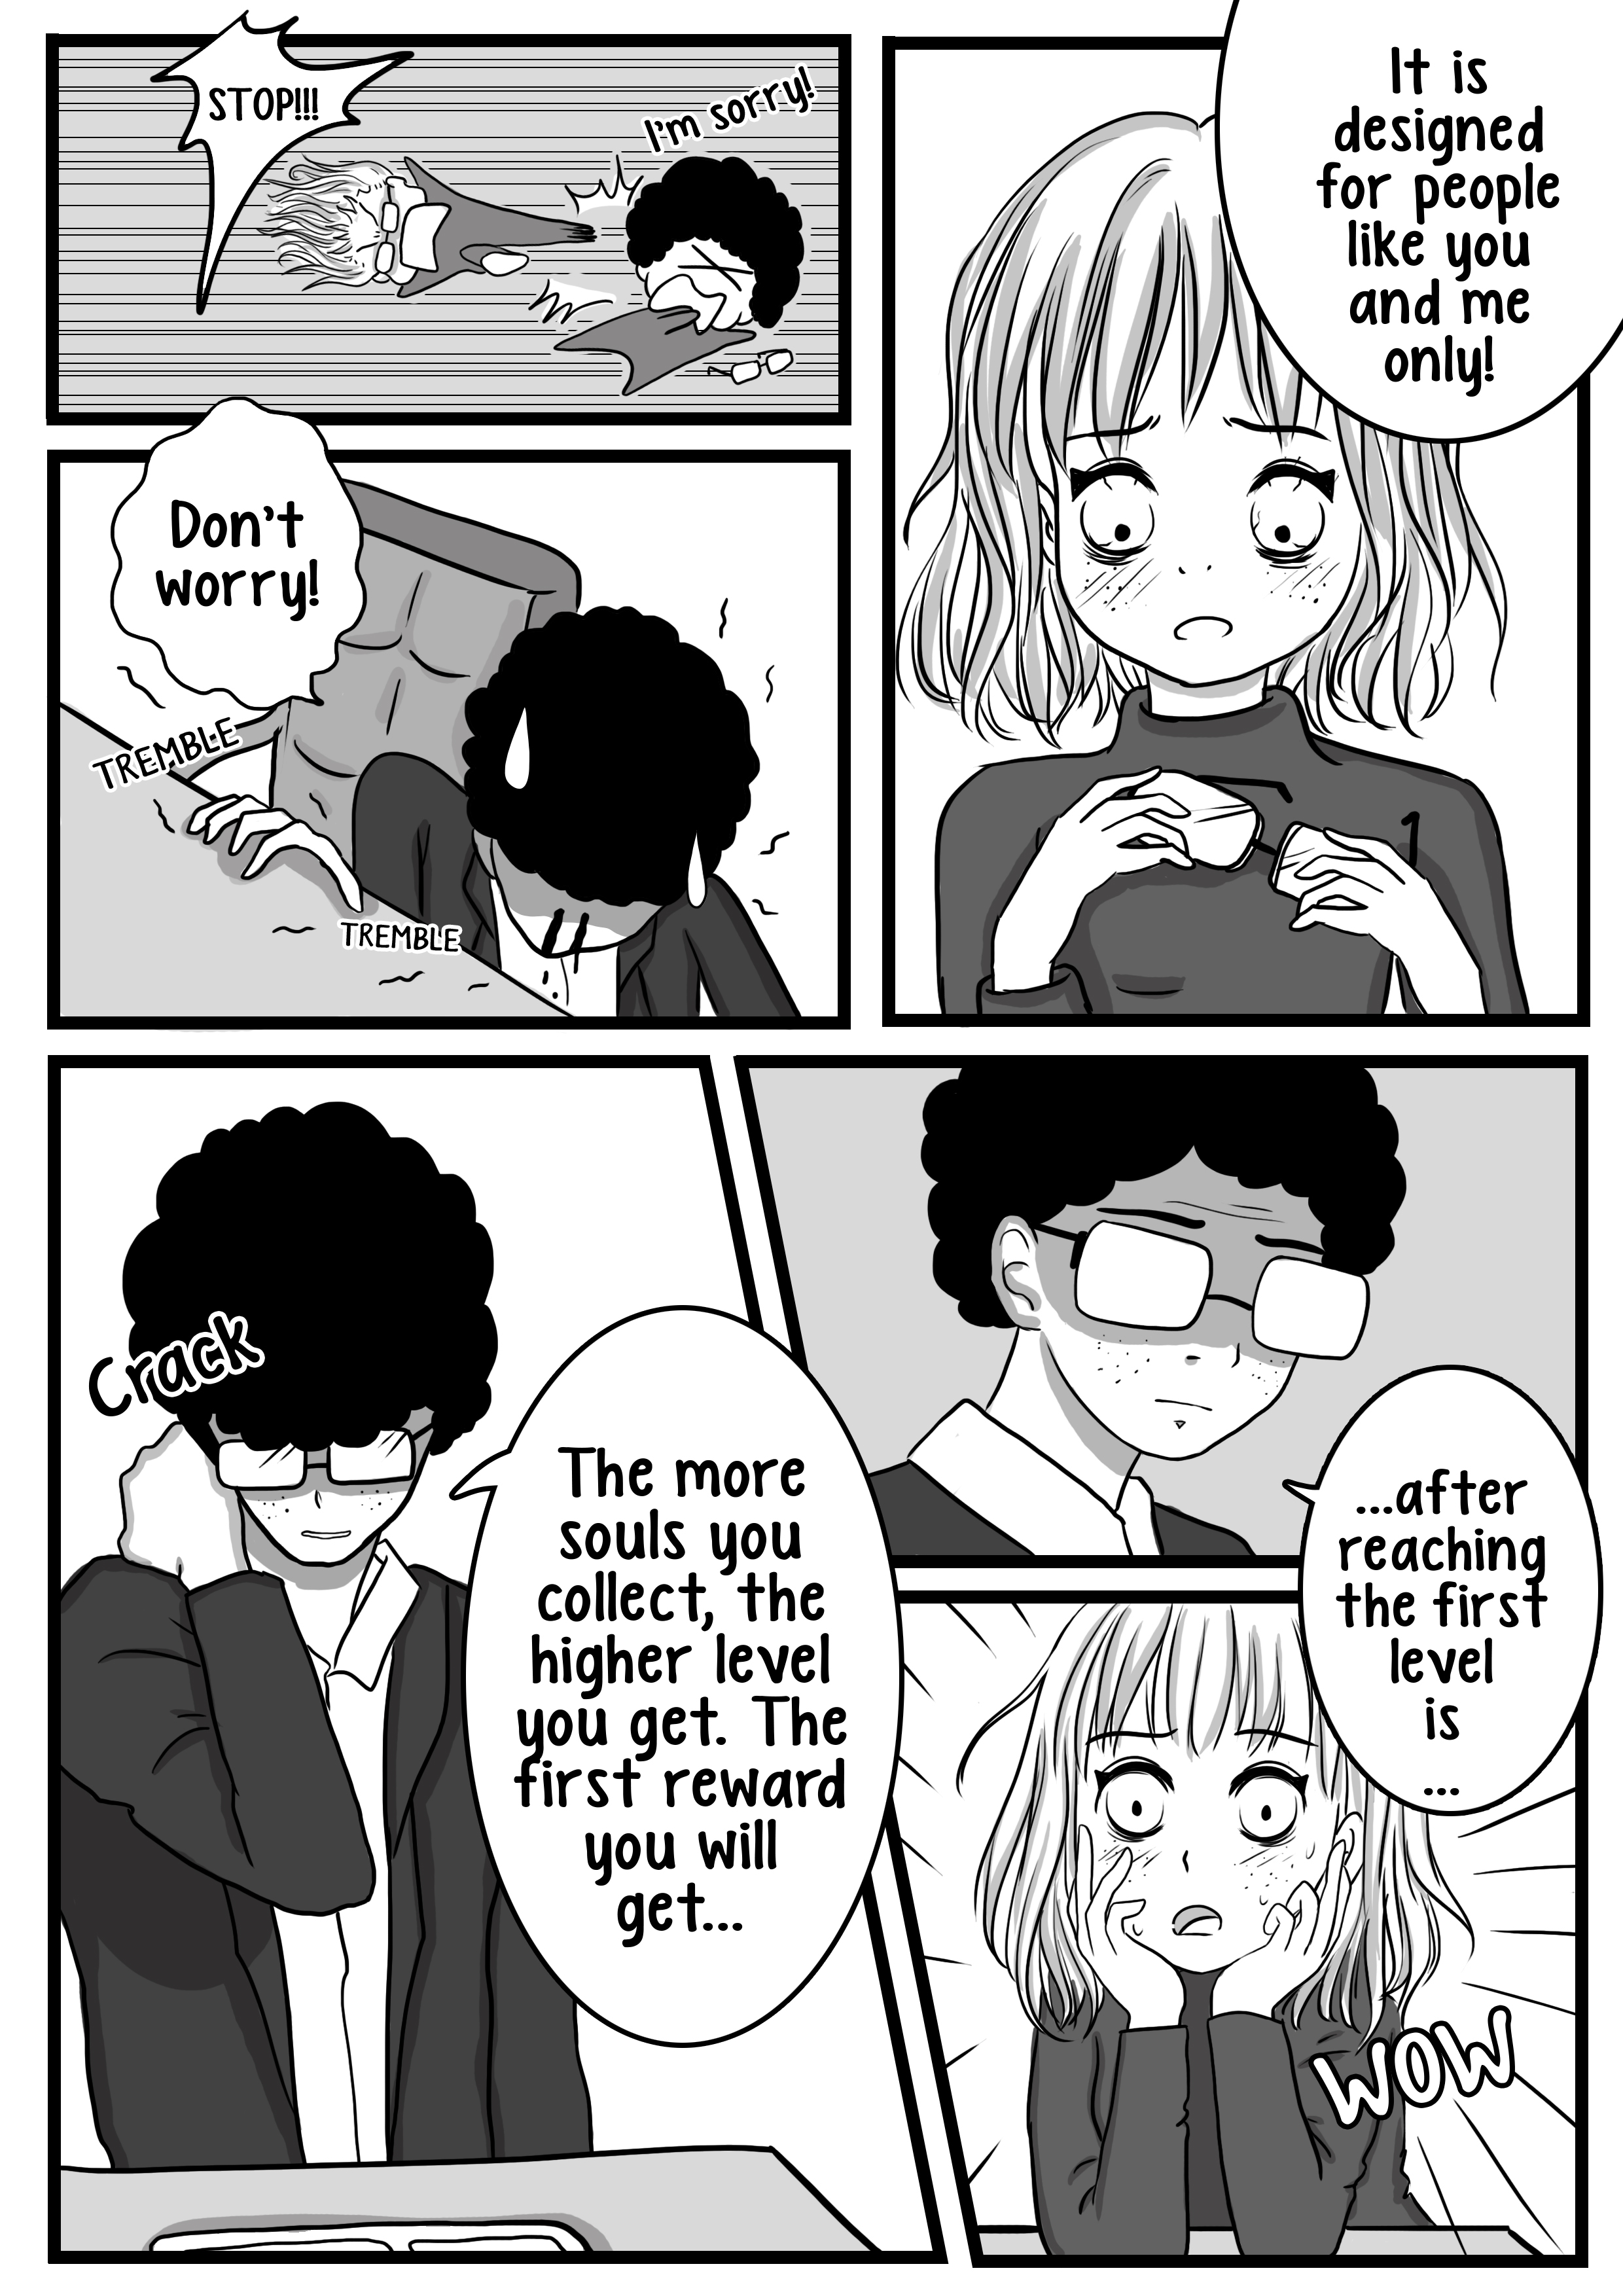 STOP!!!
I'm sorry!
Don't
worry!
TREMBLE
TREMBLE
It is
designed
for people
like you
and me
only!
Crack
The more
souls you
collect, the
higher level
you get. The
first reward
you will
get...
...after
reaching
the first
level
is
...
WOW